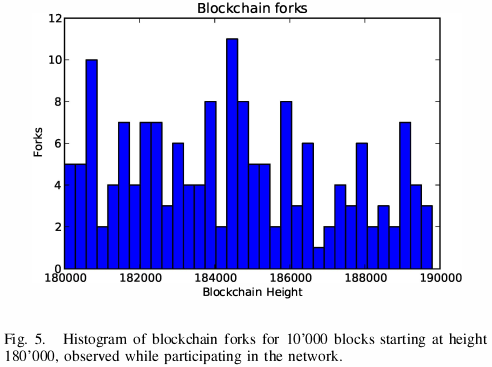 Blockchain forks
12
10
8
6
4
2
0
Forks
180000 182000 184000 186000 188000 190000
Blockchain Height
Fig. 5. Histogram of blockchain forks for 10'000 blocks starting at height
180'000, observed while participating in the network.